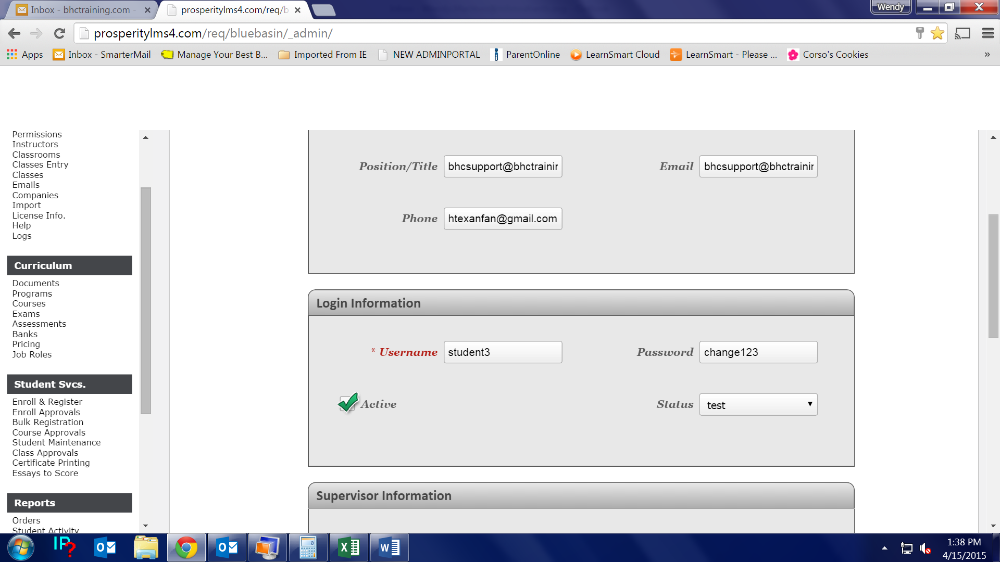 Inbox - bhctraining.com -
prosperitylms4.com/req/b
Wendy
prosperitylms4.com/req/bluebasin/_admin/
Apps
Inbox - SmarterMail
Manage Your Best B...
Imported From IE
NEW ADMINPORTAL
ParentOnline
LearnSmart Cloud
LearnSmart - Please ...
Corso's Cookies
»
Permissions
Instructors
Classrooms
Classes Entry
Classes
Emails
Companies
Import
License Info.
Help
Logs
Curriculum
Documents
Programs
Courses
Exams
Assessments
Banks
Pricing
Job Roles
Student Svcs.
Enroll & Register
Enroll Approvals
Bulk Registration
Course Approvals
Student Maintenance
Class Approvals
Certificate Printing
Essays to Score
Reports
Orders
Student Activity
Position/Title bhcsupport@bhctrainin
Email bhcsupport@bhctrainin
Phone htexanfan@gmail.com
Login Information
* Username student3
Password change123
Active
Status test
Supervisor Information
IP?
1:38 PM
4/15/2015